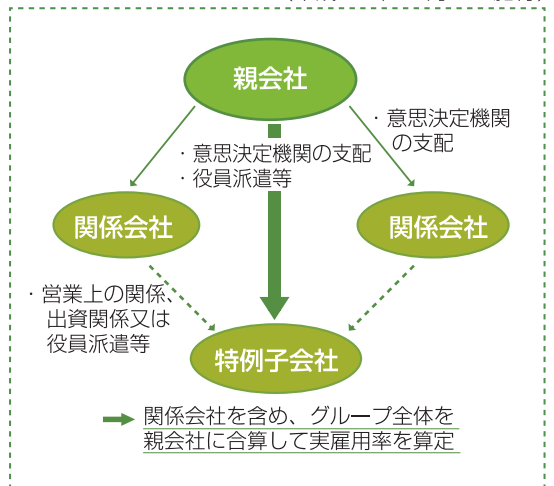 親会社
・意思決定機関
の支配
・意思決定機関の支配
・役員派遣等
関係会社
関係会社
・営業上の関係、
出資関係又は
役員派遣等
特例子会社
関係会社を含め、グループ全体を
親会社に合算して実雇用率を算定